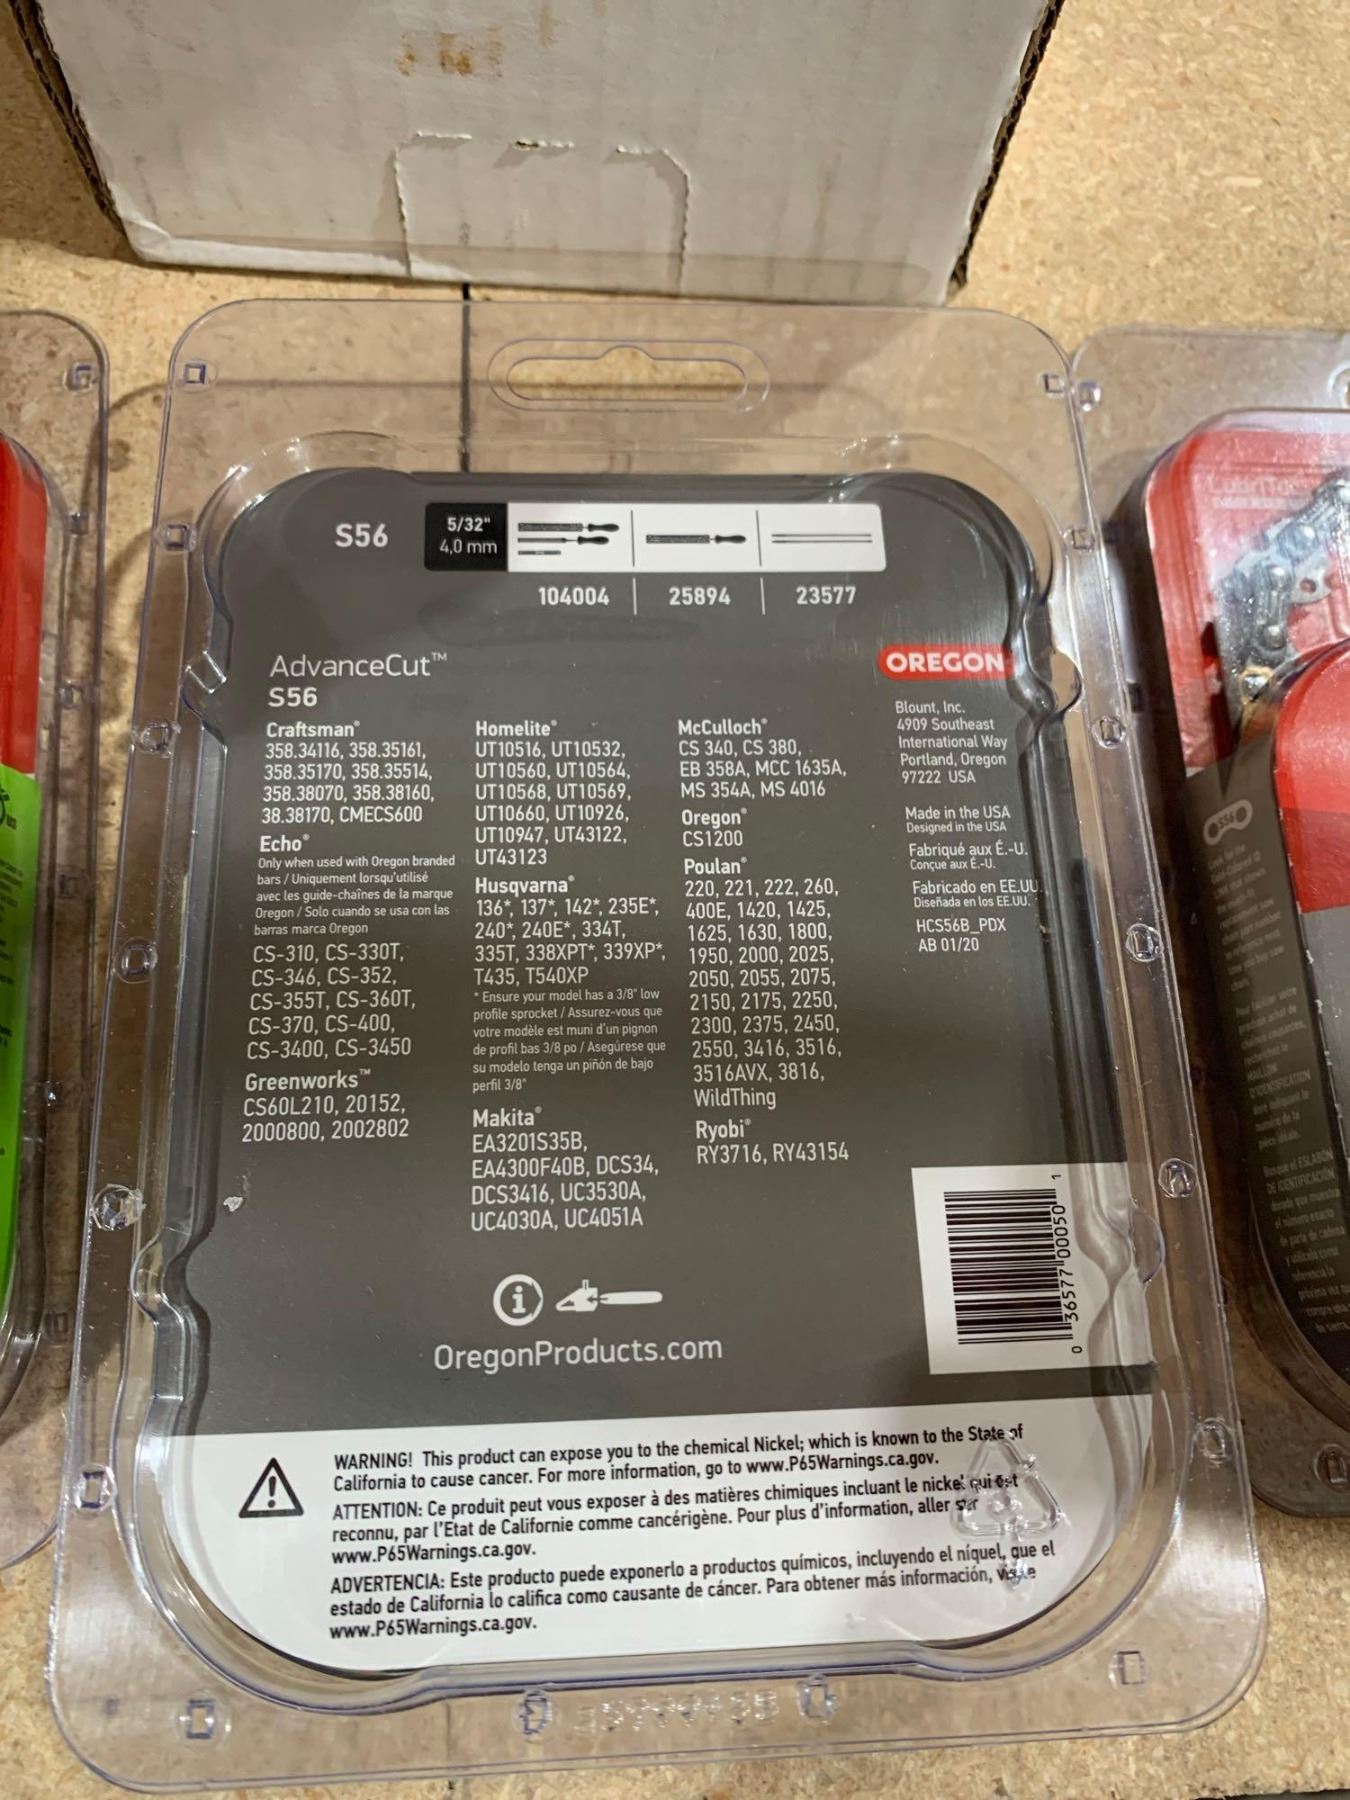 S56
5/32"
4,0 mm
104004
25894
23577
AdvanceCut™
S56
Craftsman®
358.34116, 358.35161,
358.35170, 358.35514,
358.38070, 358.38160,
38.38170, CMECS600
Echo®
Only when used with Oregon branded
bars / Uniquement lorsqu'utilisé
avec les guide-chaînes de la marque
Oregon / Solo cuando se usa con las
barras marca Oregon
CS-310, CS-330T,
CS-346, CS-352,
CS-355T, CS-360T,
CS-370, CS-400,
CS-3400, CS-3450
Greenworks™
CS60L210, 20152,
2000800, 2002802
Homelite®
UT10516, UT10532,
UT10560, UT10564,
UT10568, UT10569,
UT10660, UT10926,
UT10947, UT43122,
UT43123
Husqvarna®
136*, 137*, 142*, 235E*,
240*, 240E*, 334T,
335T, 338XPT*, 339XP*,
T435, T540XP
* Ensure your model has a 3/8" low
profile sprocket / Assurez-vous que
votre modèle est muni d'un pignon
de profil bas 3/8 po / Asegúrese que
su modelo tenga un piñón de bajo
perfil 3/8"
Makita®
EA3201S35B,
EA4300F40B, DCS34,
DCS3416, UC3530A,
UC4030A, UC4051A
McCulloch®
CS 340, CS 380,
EB 358A, MCC 1635A,
MS 354A, MS 4016
Oregon®
CS1200
Poulan®
220, 221, 222, 260,
400E, 1420, 1425,
1625, 1630, 1800,
1950, 2000, 2025,
2050, 2055, 2075,
2150, 2175, 2250,
2300, 2375, 2450,
2550, 3416, 3516,
3516AVX, 3816,
WildThing
Ryobi®
RY3716, RY43154
OREGON
Blount, Inc.
4909 Southeast
International Way
Portland, Oregon
97222 USA
Made in the USA
Designed in the USA
Fabriqué aux É.-U.
Conçue aux É.-U.
Fabricado en EE.UU.
Diseñada en los EE.UU.
HCS56B_PDX
AB 01/20
0 36577 00050 1
OregonProducts.com
WARNING! This product can expose you to the chemical Nickel; which is known to the State of
California to cause cancer. For more information, go to www.P65Warnings.ca.gov.
ATTENTION: Ce produit peut vous exposer à des matières chimiques incluant le nickel qui est
reconnu, par l'Etat de Californie comme cancérigène. Pour plus d'information, aller sur
www.P65Warnings.ca.gov.
ADVERTENCIA: Este producto puede exponerlo a productos químicos, incluyendo el níquel, que el
estado de California lo califica como causante de cáncer. Para obtener más información, visite
www.P65Warnings.ca.gov.
S56